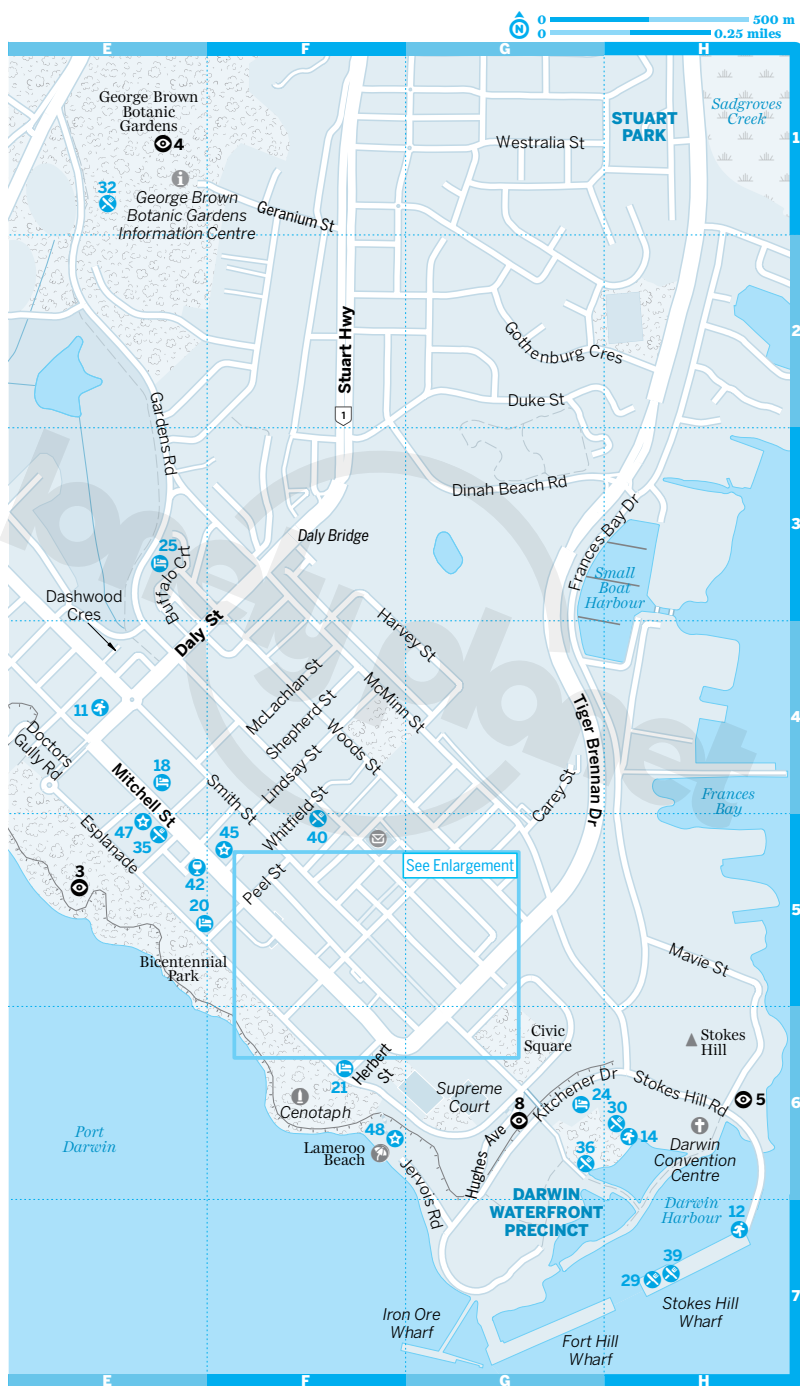 N
0
500 m
0
0.25 miles
E
F
G
H
George Brown
Botanic
Gardens
4
32
George Brown
Botanic Gardens
Information Centre
Geranium St
Westralia St
STUART
PARK
Sadgroves
Creek
1
Stuart Hwy
1
Gothenburg Cres
Duke St
2
Gardens Rd
Dinah Beach Rd
Daly Bridge
Frances Bay Dr
3
25
Buffalo Ct
Dashwood
Cres
Daly St
Small
Boat
Harbour
Harvey St
McMinn St
McLachlan St
Shepherd St
Woods St
Lindsay St
Whitfield St
Tiger Brennan Dr
Carey St
4
11
Doctors
Gully Rd
18
Mitchell St
Smith St
Frances
Bay
47
35
45
40
Esplanade
3
42
20
Peel St
See Enlargement
5
Bicentennial
Park
Mavie St
Civic
Square
Stokes
Hill
Herbert
St
21
Cenotaph
Supreme
Court
8
Kitchener Dr
24
30
Stokes Hill Rd
5
6
14
Darwin
Convention
Centre
Port
Darwin
48
Lameroo
Beach
Hughes Ave
36
Jervois Rd
DARWIN
WATERFRONT
PRECINCT
Darwin
Harbour
12
39
29
7
Stokes Hill
Wharf
Iron Ore
Wharf
Fort Hill
Wharf
E
F
G
H
lonely planet